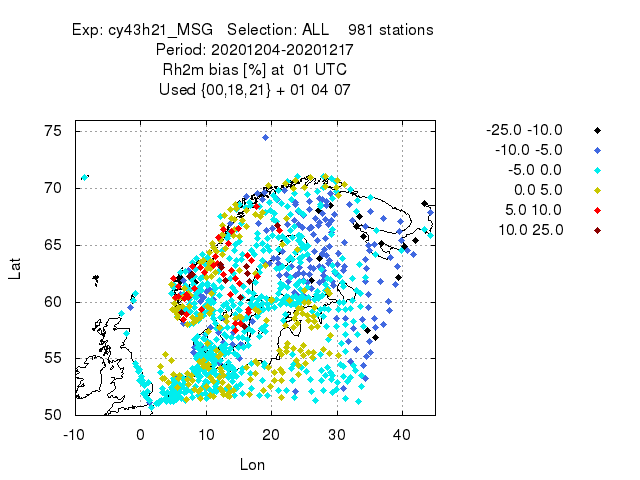 Exp: cy43h21_MSG   Selection: ALL    981 stations
Period: 20201204-20201217
Rh2m bias [%] at  01 UTC
Used {00,18,21} + 01 04 07
-25.0 -10.0
-10.0 -5.0
-5.0 0.0
0.0 5.0
5.0 10.0
10.0 25.0
75
70
65
60
55
50
Lat
-10 0 10 20 30 40
Lon